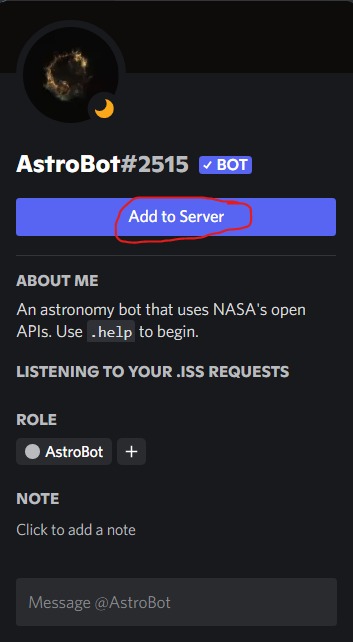 AstroBot#2515 ✓ BOT
Add to Server
ABOUT ME
An astronomy bot that uses NASA's open
APIs. Use .help to begin.
LISTENING TO YOUR .ISS REQUESTS
ROLE
AstroBot +
NOTE
Click to add a note
Message @AstroBot